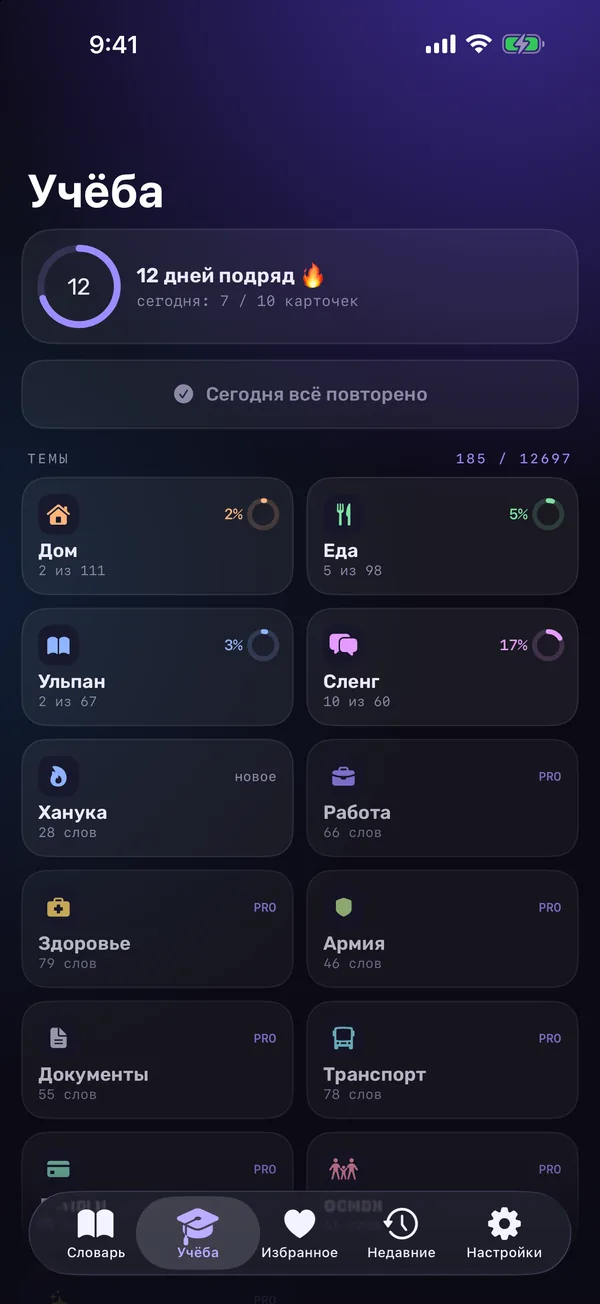 9:41
Учёба
12
12 дней подряд 🔥
сегодня: 7 / 10 карточек
Сегодня всё повторено
ТЕМЫ
185 / 12697
2%
Дом
2 из 111
5%
Еда
5 из 98
3%
Ульпан
2 из 67
17%
Сленг
10 из 60
новое
Ханука
28 слов
PRO
Работа
66 слов
PRO
Здоровье
79 слов
PRO
Армия
46 слов
PRO
Документы
55 слов
PRO
Транспорт
78 слов
PRO
PRO
Словарь
Учёба
Избранное
Недавние
Настройки
PRO